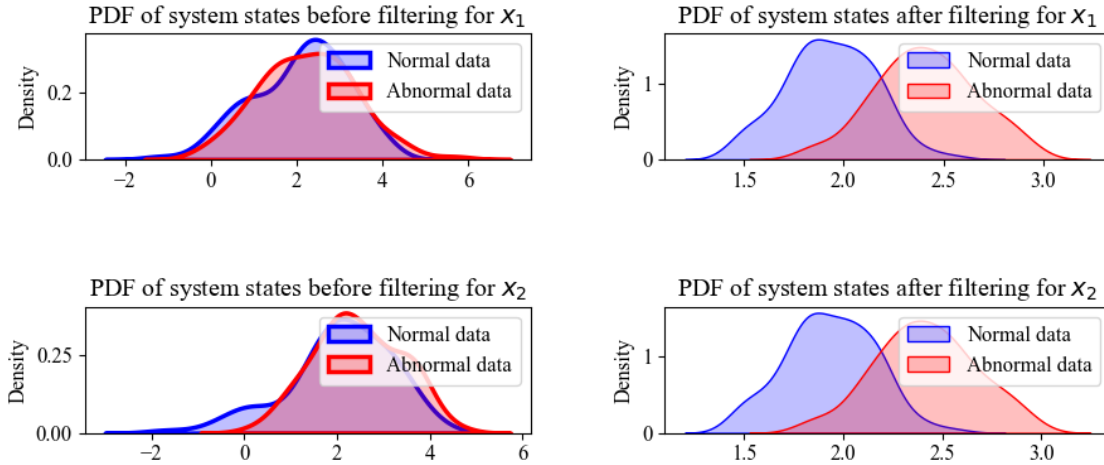 PDF of system states before filtering for x₁
Density
0.2
0.0
−2
0
2
4
6
Normal data
Abnormal data
PDF of system states after filtering for x₁
Density
1
0
1.5
2.0
2.5
3.0
Normal data
Abnormal data
PDF of system states before filtering for x₂
Density
0.25
0.00
−2
0
2
4
6
Normal data
Abnormal data
PDF of system states after filtering for x₂
Density
1
0
1.5
2.0
2.5
3.0
Normal data
Abnormal data